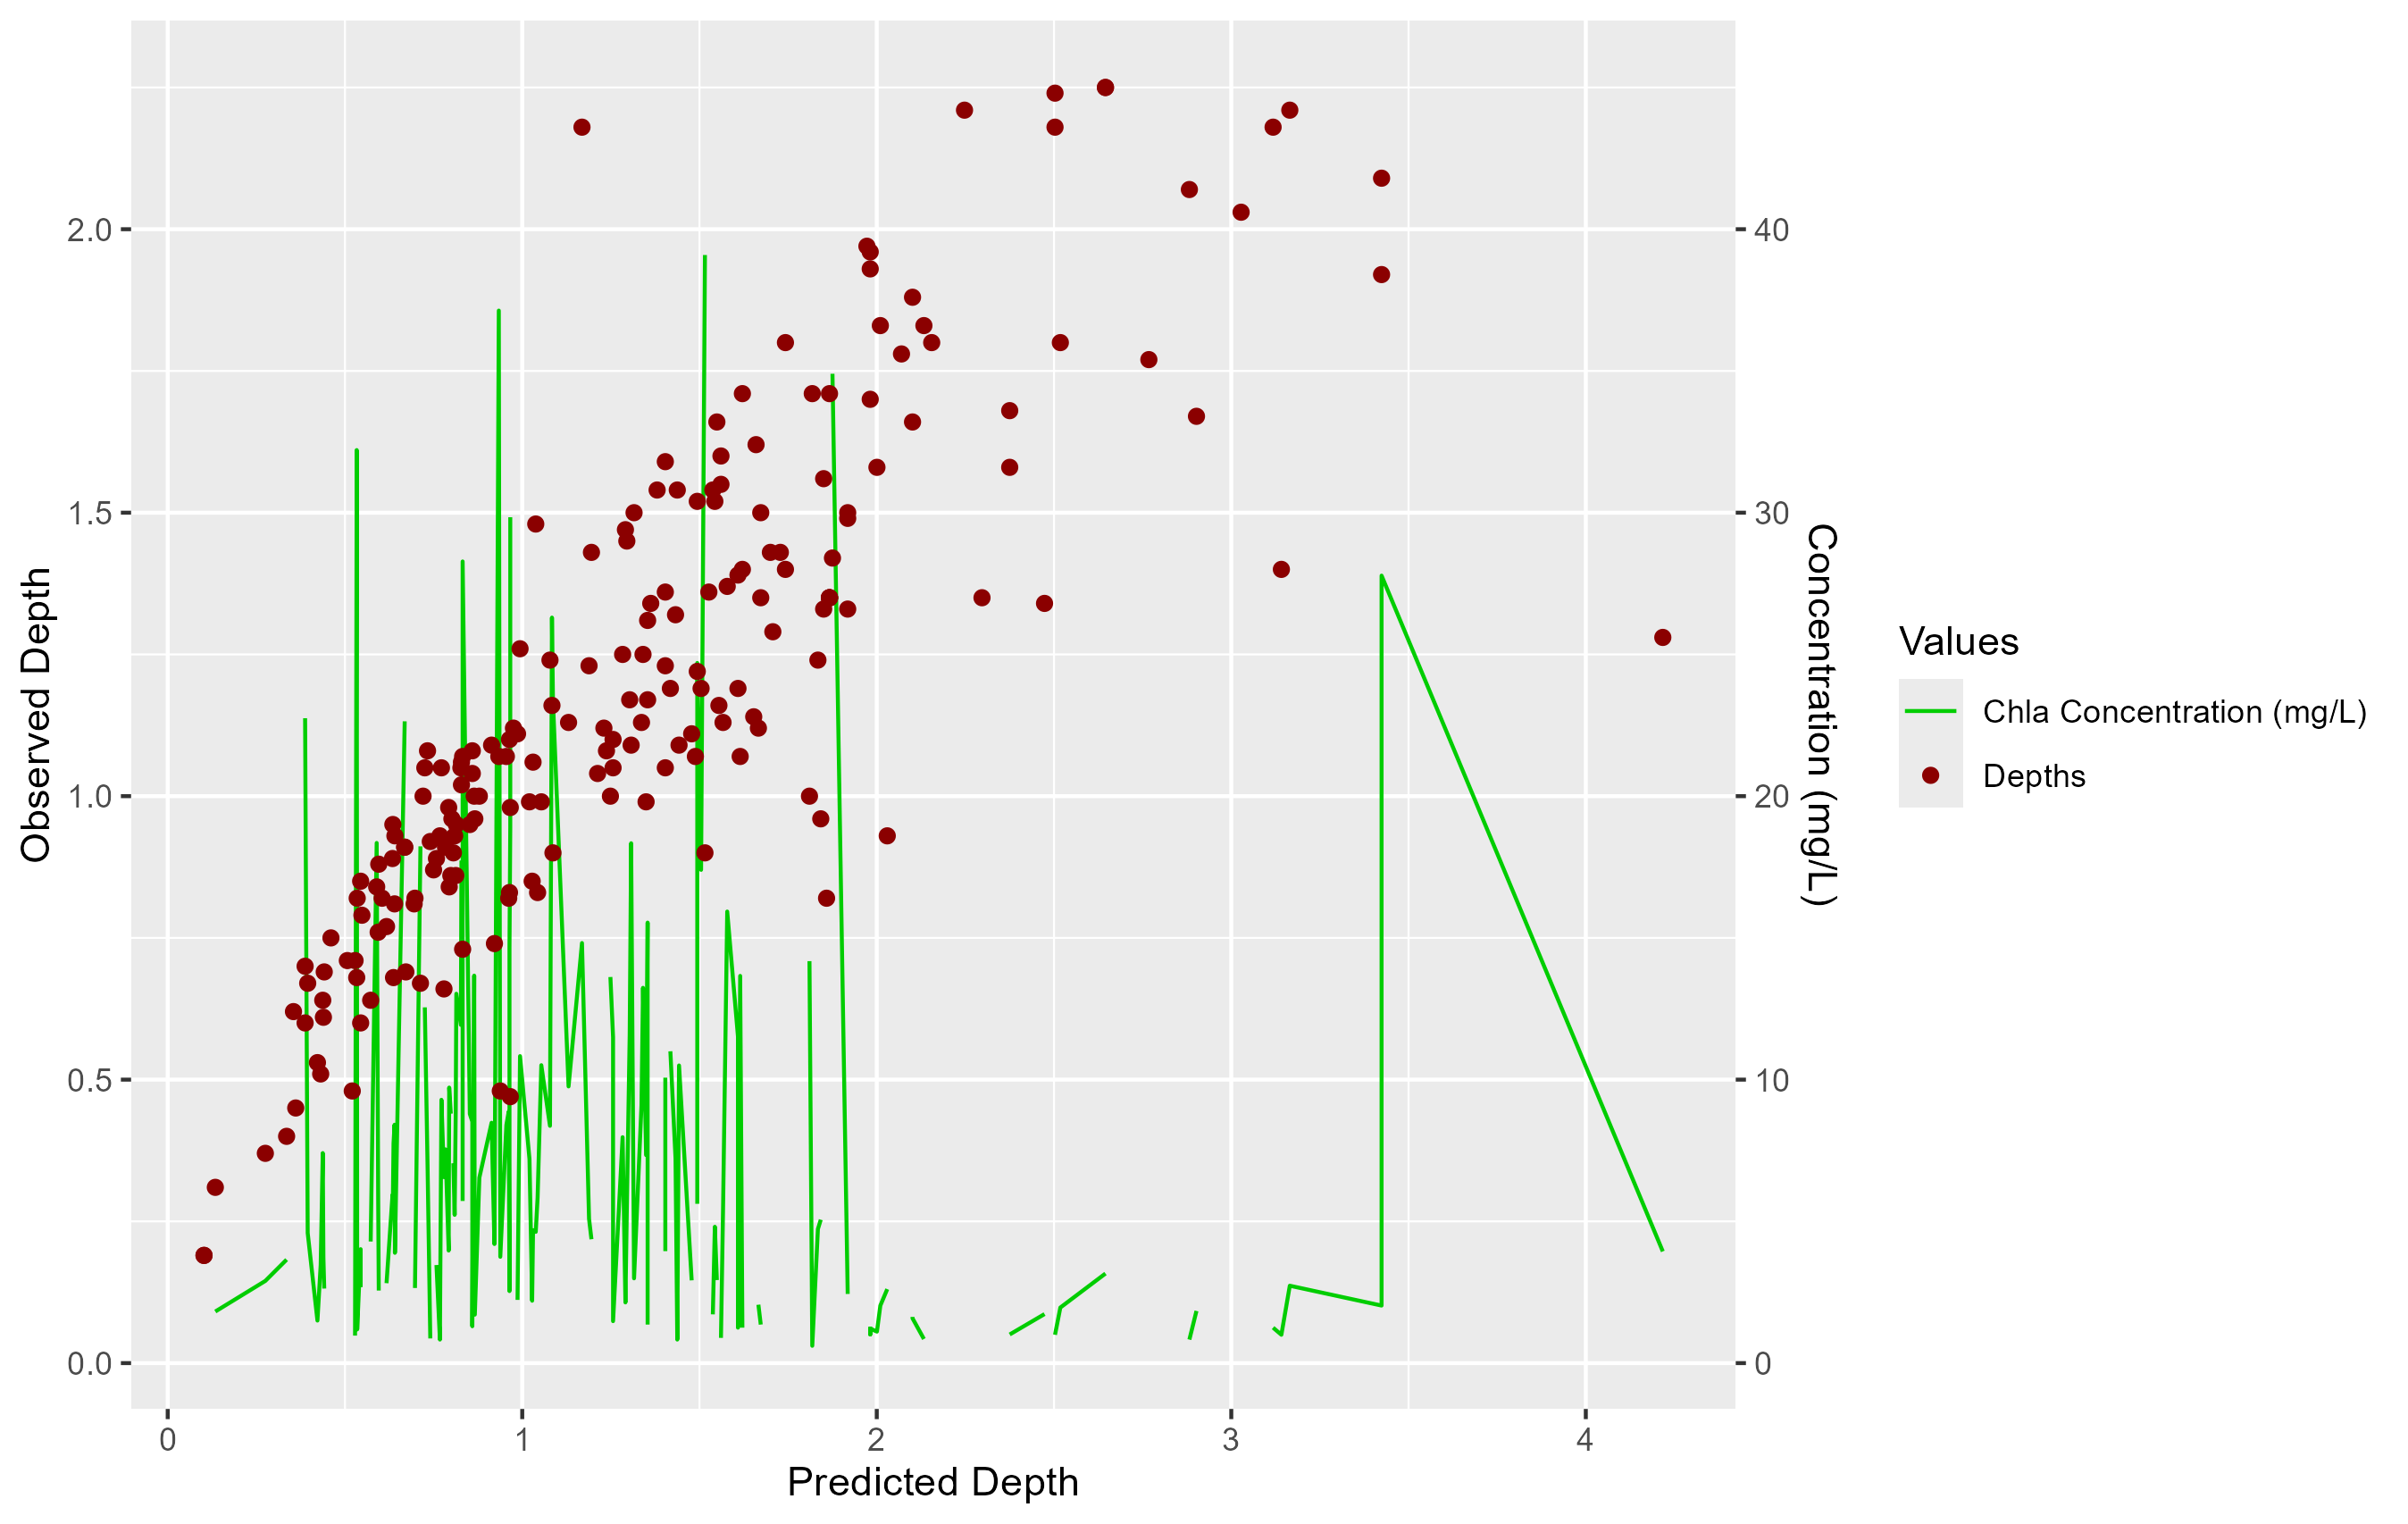 Observed Depth
2.0
1.5
1.0
0.5
0.0
0
1
2
3
4
Predicted Depth
40
30
20
10
0
Concentration (mg/L)
Values
Chla Concentration (mg/L)
Depths